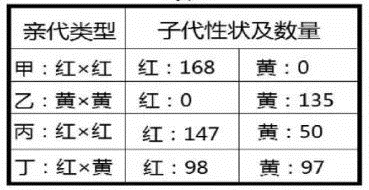 亲代类型 子代性状及数量
甲：红×红 红：168 黄：0
乙：黄×黄 红：0 黄：135
丙：红×红 红：147 黄：50
丁：红×黄 红：98 黄：97